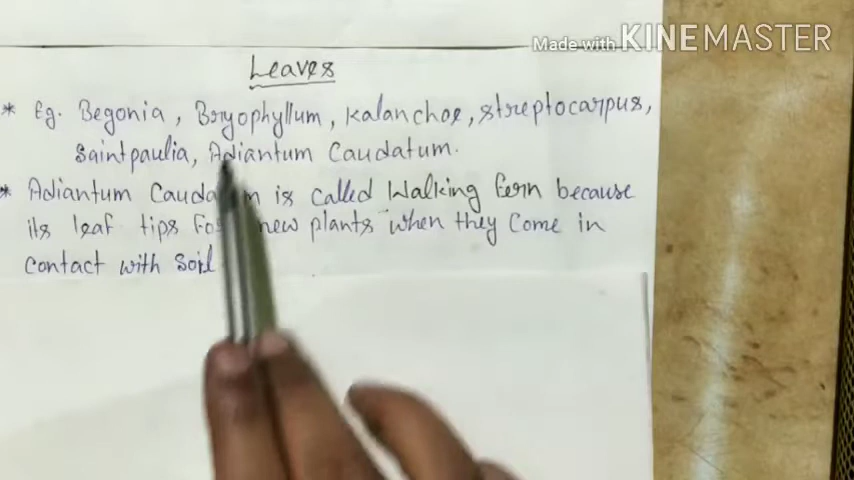 Made with KINEMASTER
Leaves
* Eg. Begonia, Bryophyllum, Kalanchoe, Streptocarpus,
Saintpaulia, Adiantum Caudatum.
* Adiantum is called Walking Fern because
its leaf tips new plants when they Come in
Contact with Soil